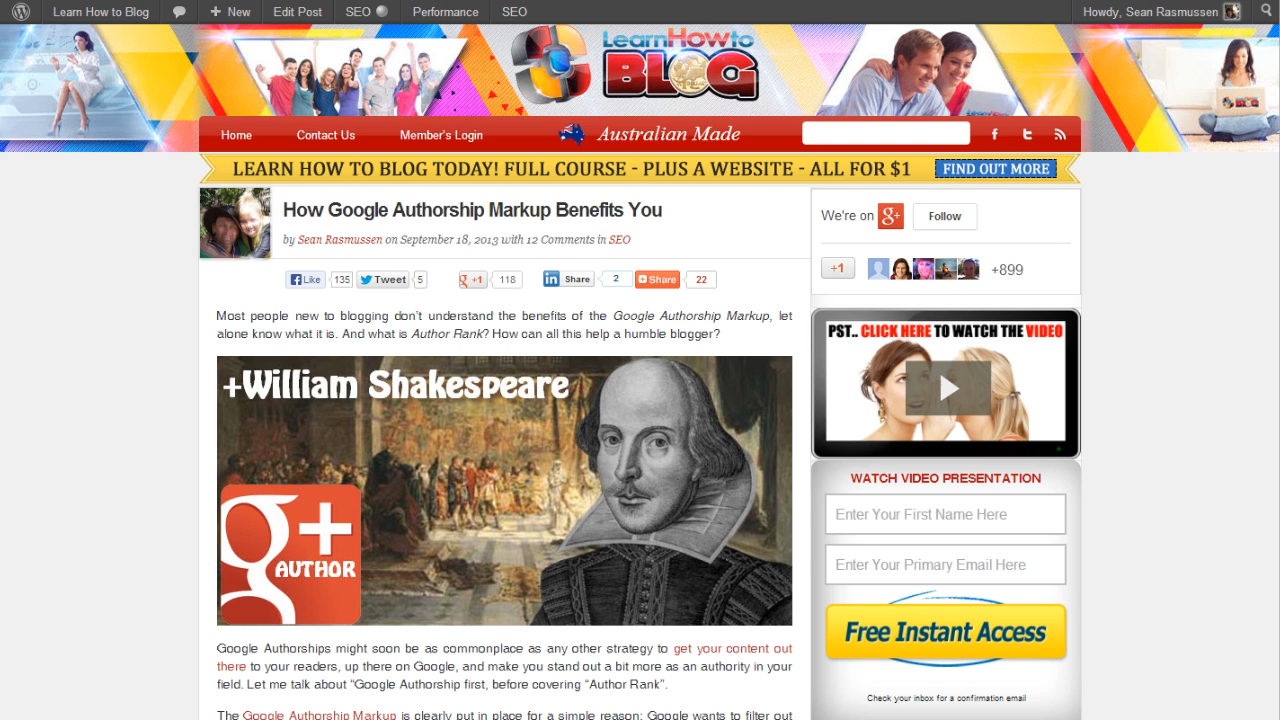 Learn How to Blog
New
Edit Post
SEO
Performance
SEO
Howdy, Sean Rasmussen
LearnHowto
BLOG
Home
Contact Us
Member's Login
Australian Made
LEARN HOW TO BLOG TODAY! FULL COURSE - PLUS A WEBSITE - ALL FOR $1
FIND OUT MORE
How Google Authorship Markup Benefits You
by Sean Rasmussen on September 18, 2013 with 12 Comments in SEO
Like 135
Tweet 5
g +1 118
in Share 2
Share 22
Most people new to blogging don't understand the benefits of the Google Authorship Markup, let
alone know what it is. And what is Author Rank? How can all this help a humble blogger?
+William Shakespeare
g+
AUTHOR
Google Authorships might soon be as commonplace as any other strategy to get your content out
there to your readers, up there on Google, and make you stand out a bit more as an authority in your
field. Let me talk about “Google Authorship first, before covering “Author Rank”.
The Google Authorship Markup is clearly put in place for a simple reason: Google wants to filter out
We're on g+ Follow
+1 +899
PST.. CLICK HERE TO WATCH THE VIDEO
WATCH VIDEO PRESENTATION
Enter Your First Name Here
Enter Your Primary Email Here
Free Instant Access
Check your inbox for a confirmation email